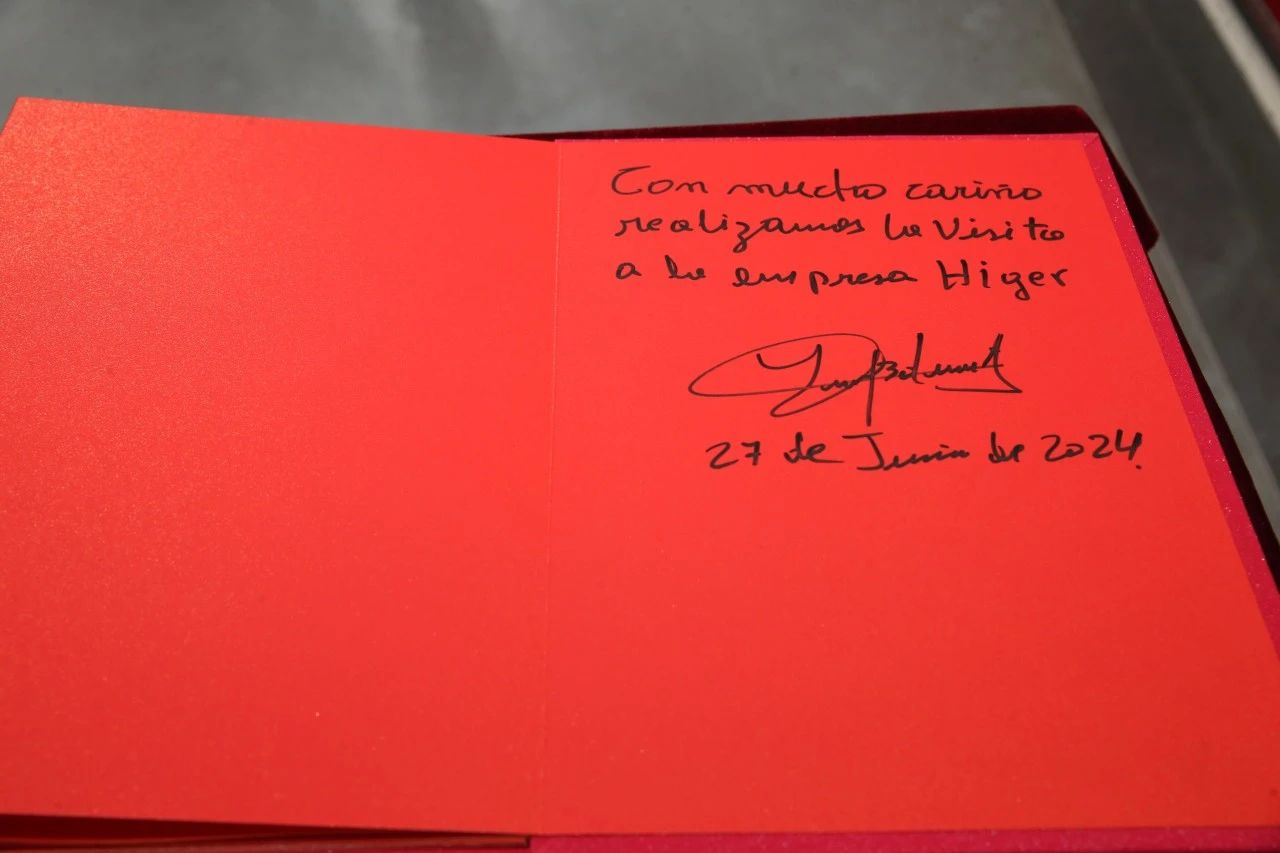 Con mucho cariño
realizamos la Visita
a la empresa Higer
27 de Junio de 2024.